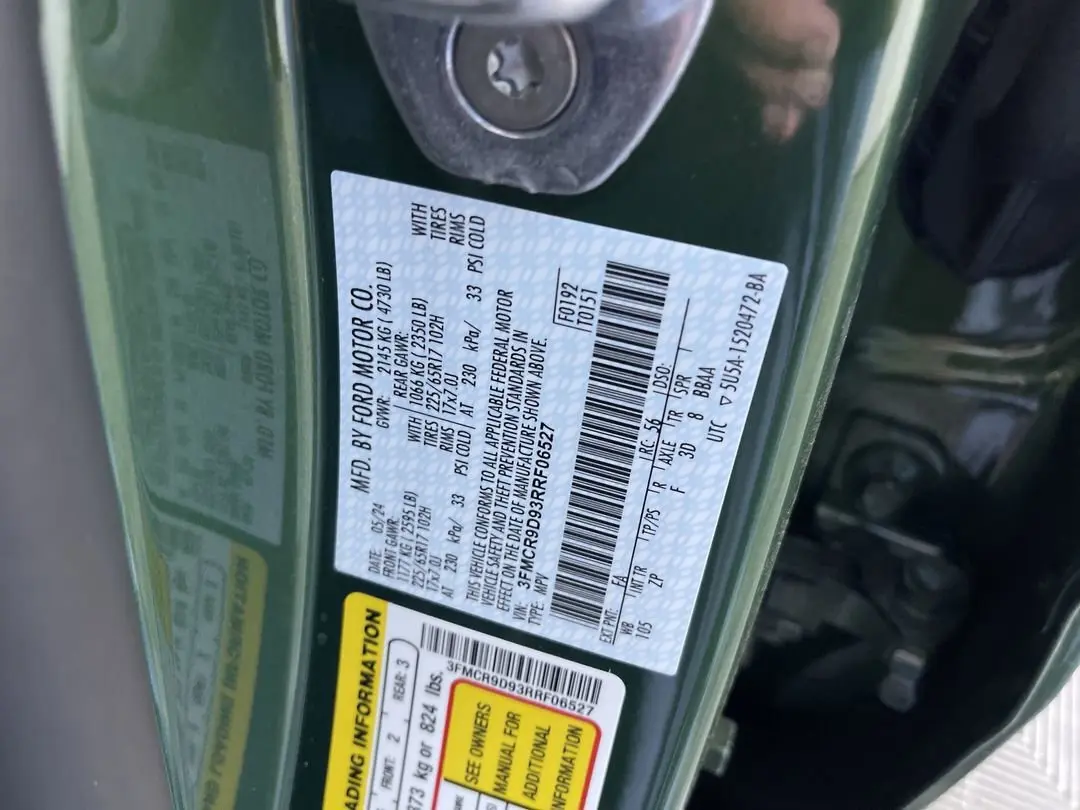 MFD. BY FORD MOTOR CO.
DATE: 05/24 GVWR: 2145 KG ( 4730 LB)
FRONT GAWR: REAR GAWR:
1177 KG ( 2595 LB) WITH 1066 KG ( 2350 LB) WITH
225/65R17 102H TIRES 225/65R17 102H TIRES
17x7.0J RIMS 17x7.0J RIMS
AT 230 kPa/ 33 PSI COLD AT 230 kPa/ 33 PSI COLD
THIS VEHICLE CONFORMS TO ALL APPLICABLE FEDERAL MOTOR
VEHICLE SAFETY AND THEFT PREVENTION STANDARDS IN
EFFECT ON THE DATE OF MANUFACTURE SHOWN ABOVE.
VIN: 3FMCR9D93RRF06527
TYPE: MPV
F0192
T0151
EXT PNT: EA RC: 56 DSO:
WB INT TR TP/PS R AXLE TR SPR
105 ZP F 3D 8 BBAA
UTC ▽ 5U5A-1520472-BA
ADING INFORMATION
FRONT: 2 REAR: 3
373 kg or 824 lbs.
3FMCR9D93RRF06527
SEE OWNERS
MANUAL FOR
ADDITIONAL
INFORMATION